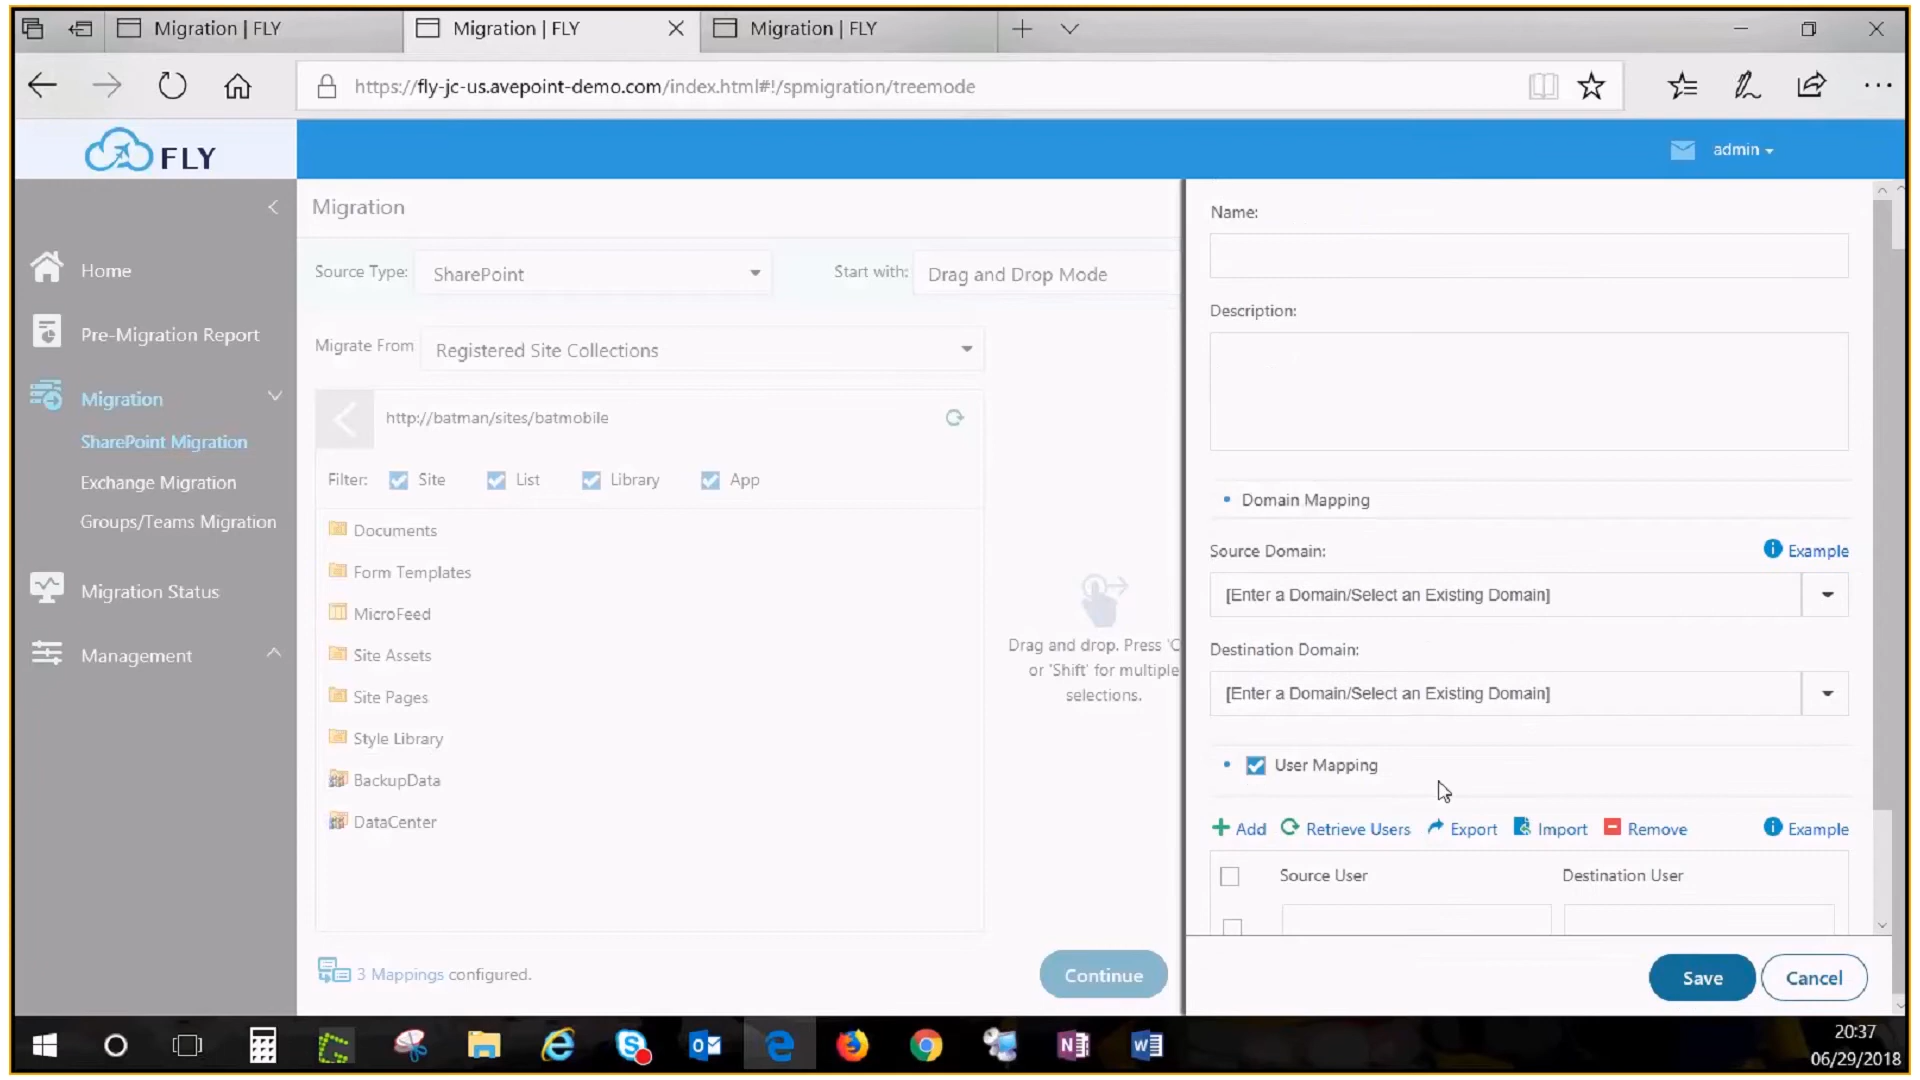 Migration | FLY
Migration | FLY
Migration | FLY
https://fly-jc-us.avepoint-demo.com/index.html#!/spmigration/treemode
FLY
admin
Home
Pre-Migration Report
Migration
SharePoint Migration
Exchange Migration
Groups/Teams Migration
Migration Status
Management
Migration
Source Type:
SharePoint
Start with:
Drag and Drop Mode
Migrate From
Registered Site Collections
http://batman/sites/batmobile
Filter:
Site
List
Library
App
Documents
Form Templates
MicroFeed
Site Assets
Site Pages
Style Library
BackupData
DataCenter
Drag and drop. Press 'C
or 'Shift' for multiple
selections.
3 Mappings configured.
Continue
Name:
Description:
Domain Mapping
Source Domain:
Example
[Enter a Domain/Select an Existing Domain]
Destination Domain:
[Enter a Domain/Select an Existing Domain]
User Mapping
Add
Retrieve Users
Export
Import
Remove
Example
Source User
Destination User
Save
Cancel
20:37
06/29/2018